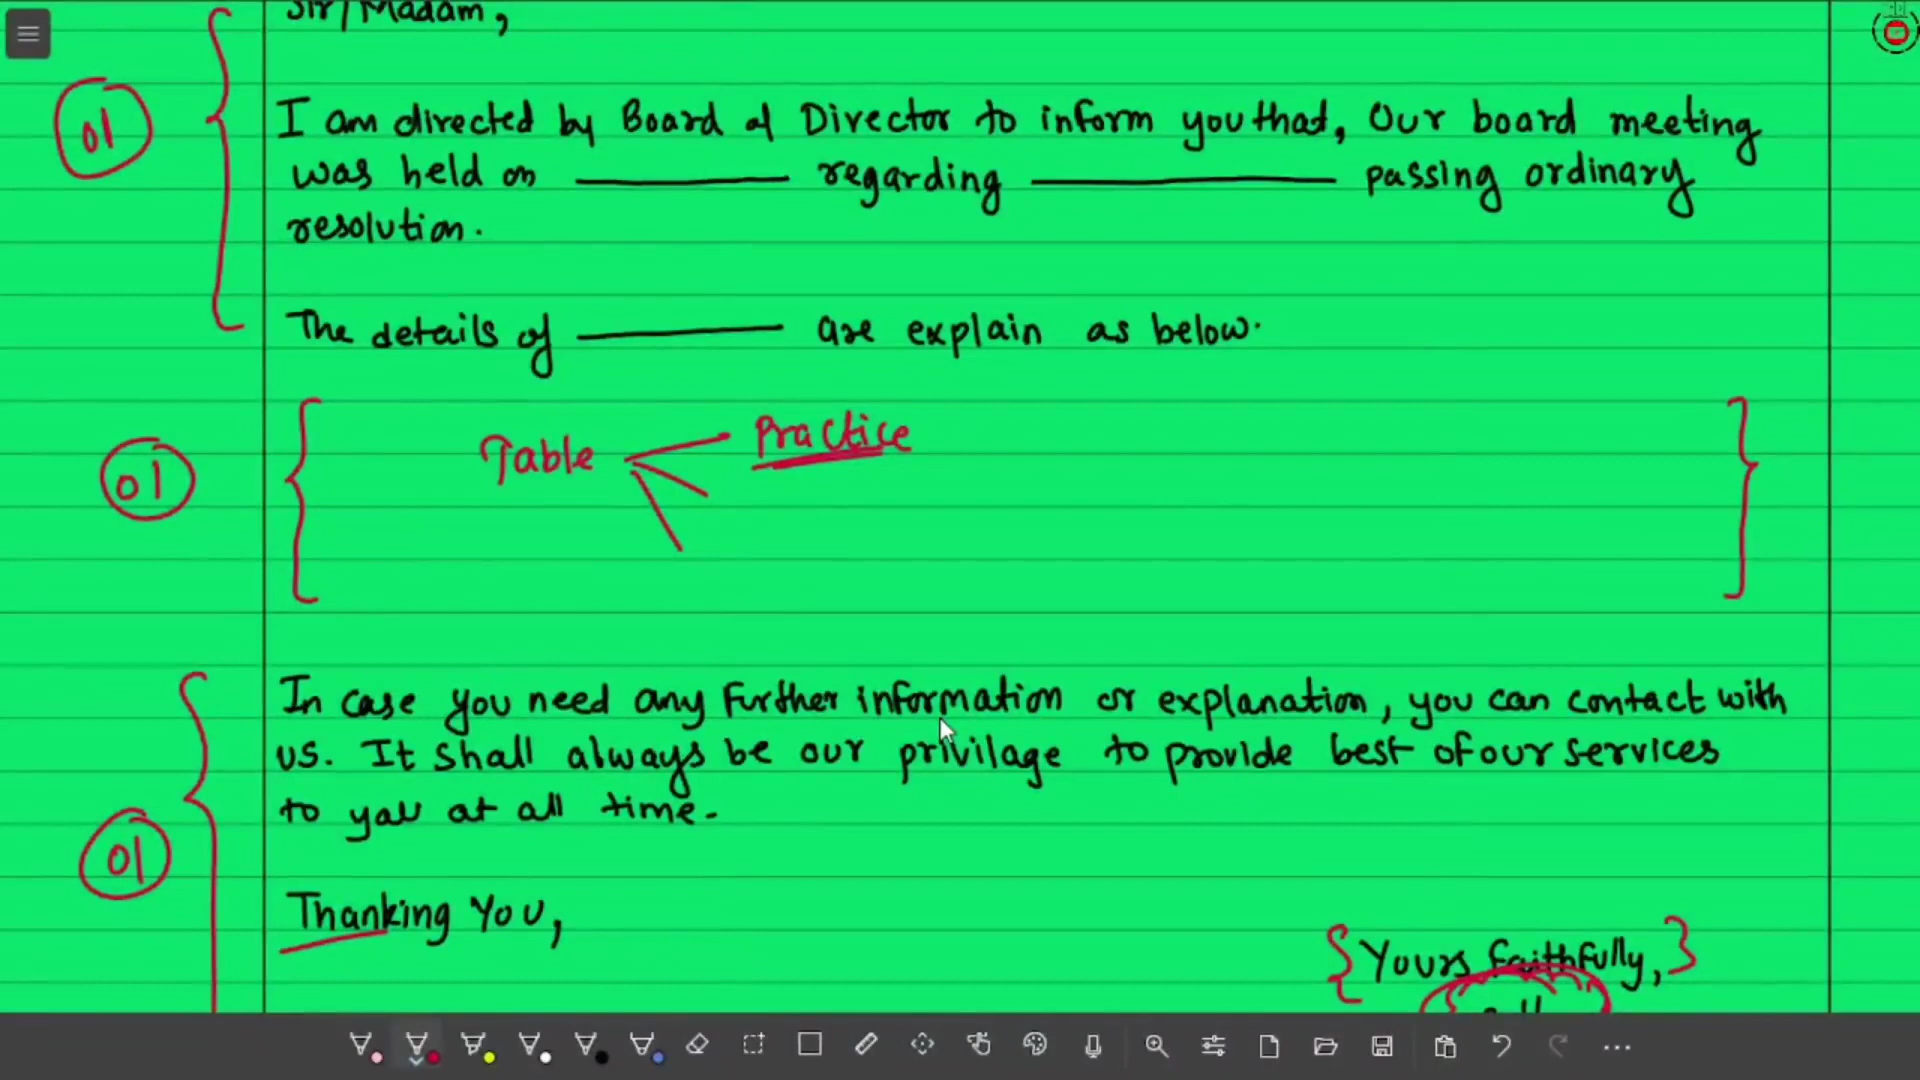 Sir/Madam,
01
I am directed by Board of Director to inform you that, Our board meeting
was held on ________ regarding ________ passing ordinary
resolution.
The details of ________ are explain as below.
01
Table
Practice
In case you need any further information or explanation, you can contact with
us. It shall always be our privilage to provide best of our services
to you at all time.
01
Thanking You,
Yours faithfully,